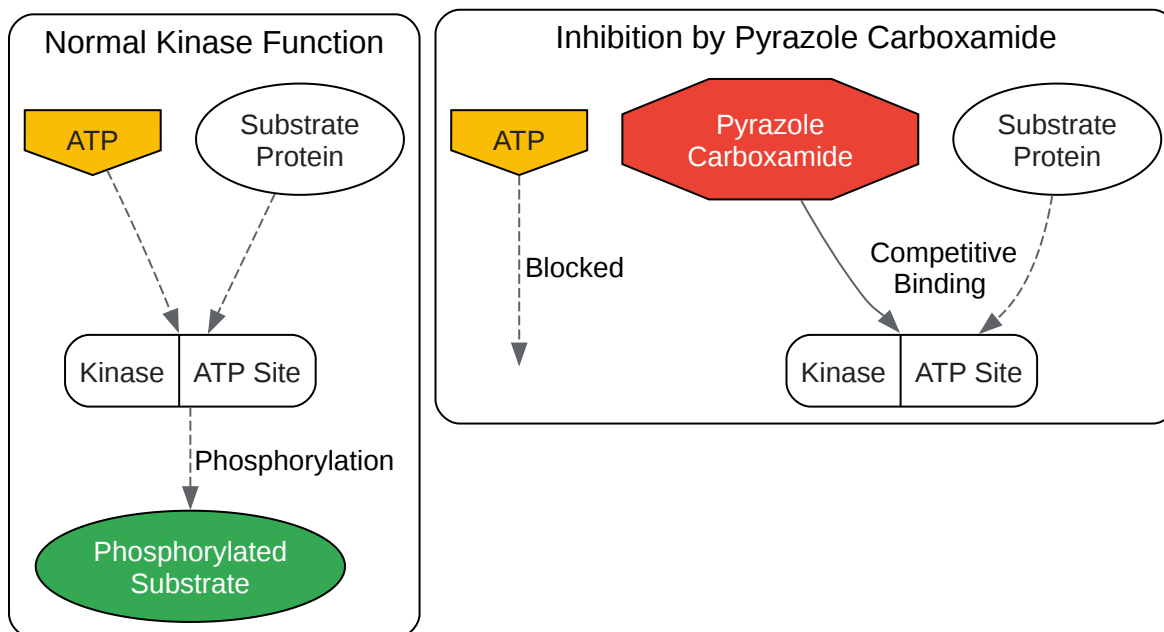 Normal Kinase Function
ATP
Substrate
Protein
Kinase
ATP Site
Phosphorylation
Phosphorylated
Substrate
Inhibition by Pyrazole Carboxamide
ATP
Pyrazole
Carboxamide
Substrate
Protein
Blocked
Competitive
Binding
Kinase
ATP Site